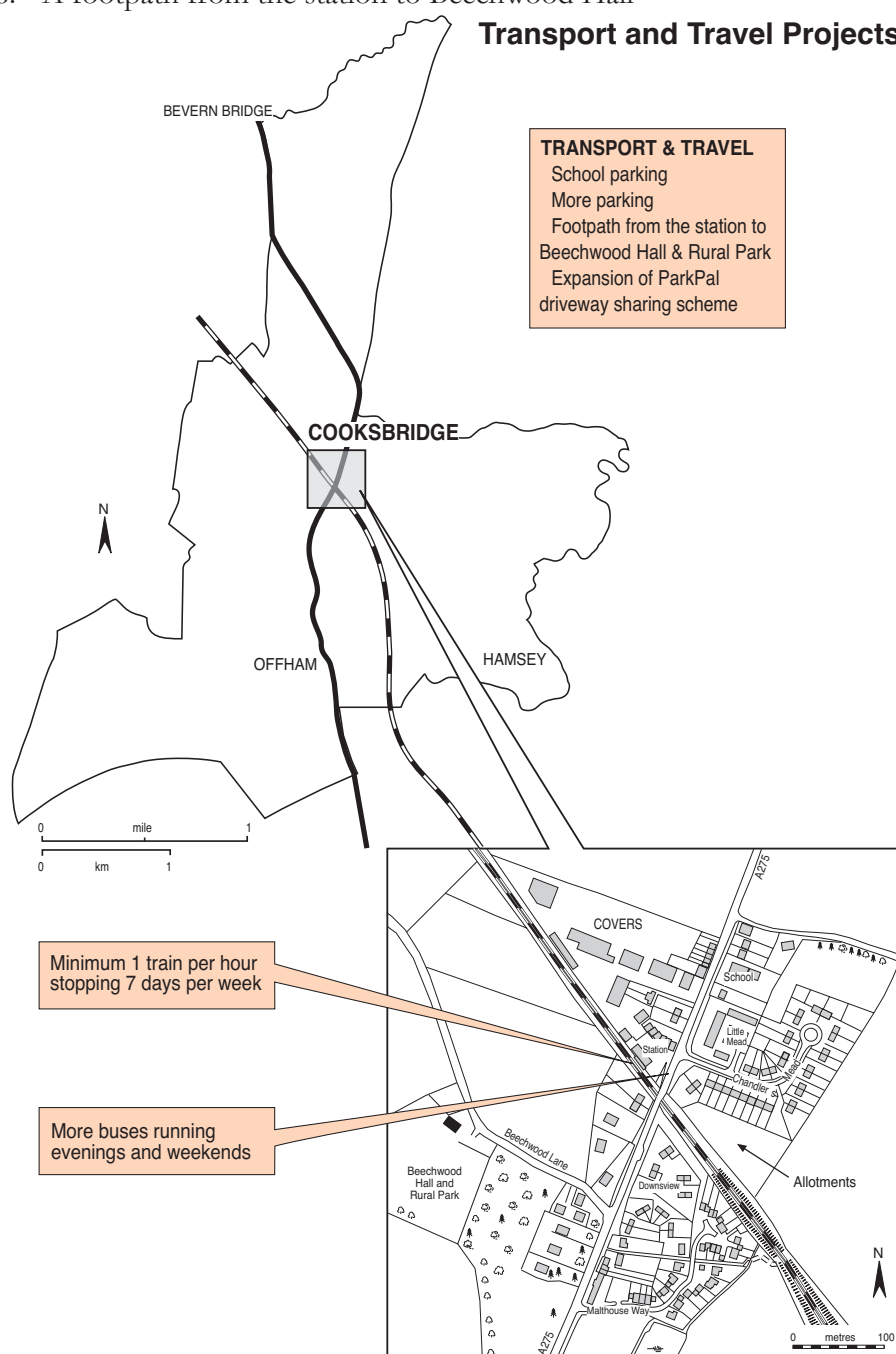 A footpath from the station to Beechwood Hall
Transport and Travel Projects
BEVERN BRIDGE
TRANSPORT & TRAVEL
School parking
More parking
Footpath from the station to
Beechwood Hall & Rural Park
Expansion of ParkPal
driveway sharing scheme
COOKSBRIDGE
N
OFFHAM
HAMSEY
0 mile 1
0 km 1
A275
COVERS
Minimum 1 train per hour
stopping 7 days per week
School
Little
Mead
Station
Chandler's
Mead
More buses running
evenings and weekends
Beechwood Lane
Beechwood
Hall and
Rural Park
Downsview
Allotments
N
Malthouse Way
A275
0 metres 100